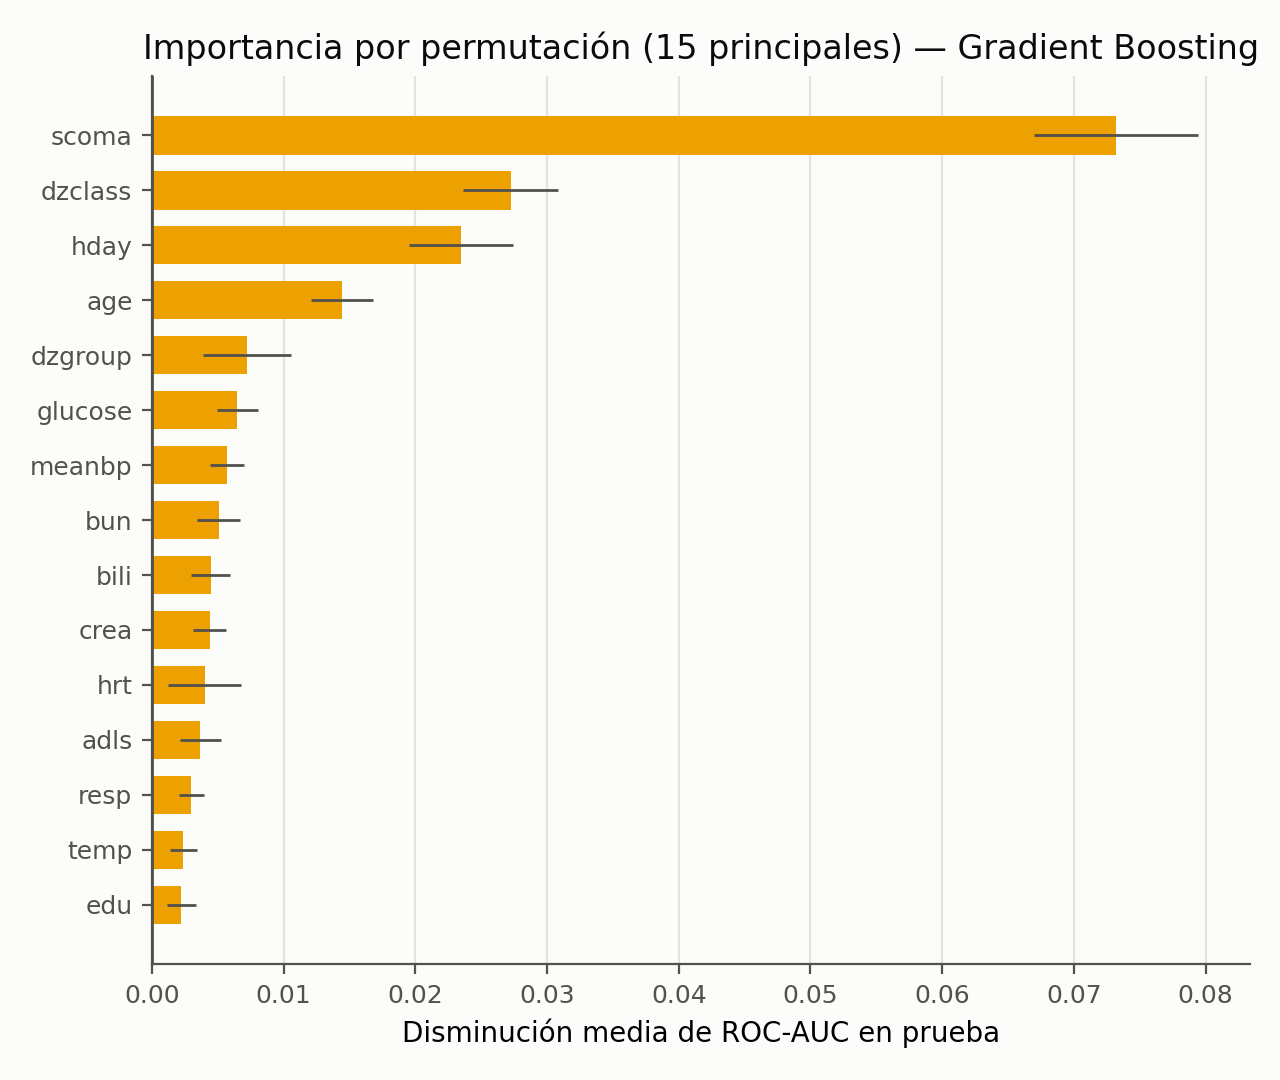 Importancia por permutación (15 principales) — Gradient Boosting
scoma
dzclass
hday
age
dzgroup
glucose
meanbp
bun
bili
crea
hrt
adls
resp
temp
edu
0.00 0.01 0.02 0.03 0.04 0.05 0.06 0.07 0.08
Disminución media de ROC-AUC en prueba